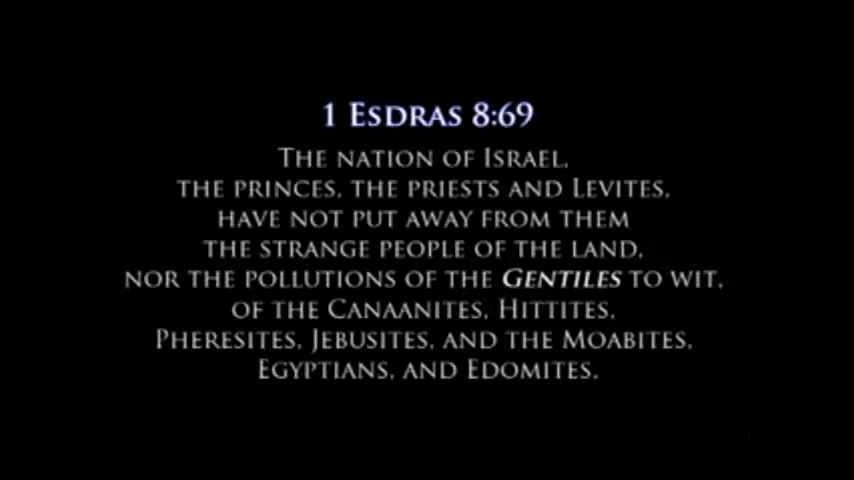 1 Esdras 8:69
The nation of Israel,
the princes, the priests and Levites,
have not put away from them
the strange people of the land,
nor the pollutions of the Gentiles to wit,
of the Canaanites, Hittites,
Pheresites, Jebusites, and the Moabites,
Egyptians, and Edomites.